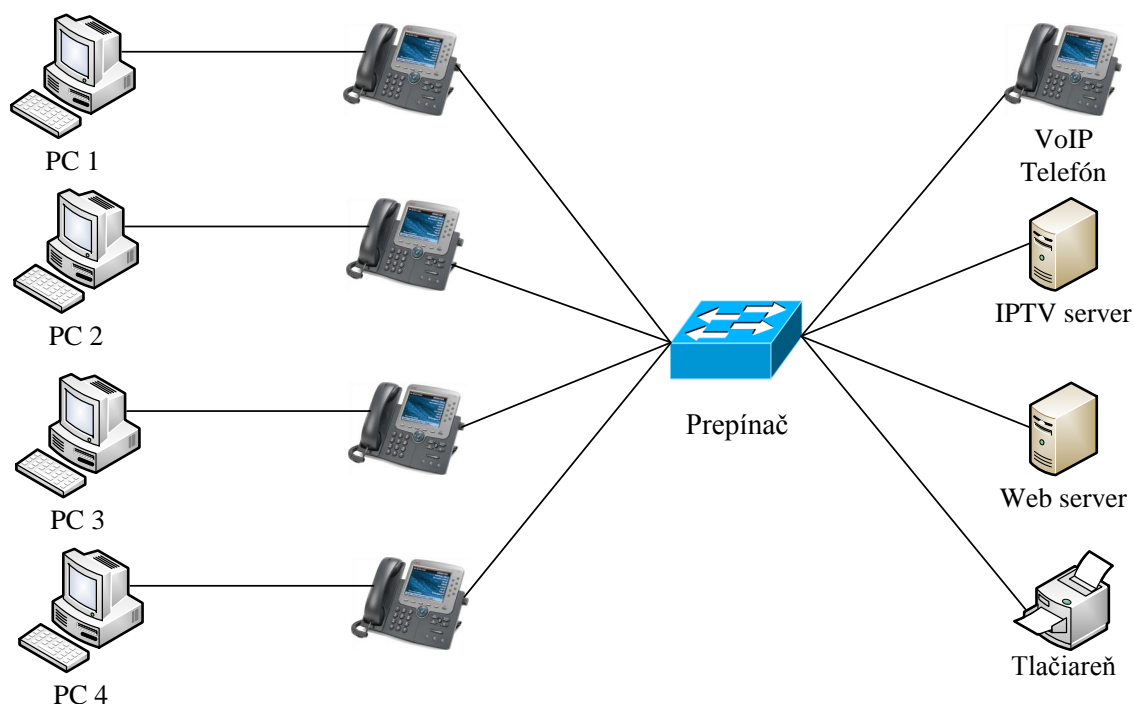 PC 1
PC 2
PC 3
PC 4
Prepínač
VoIP
Telefón
IPTV server
Web server
Tlačiareň